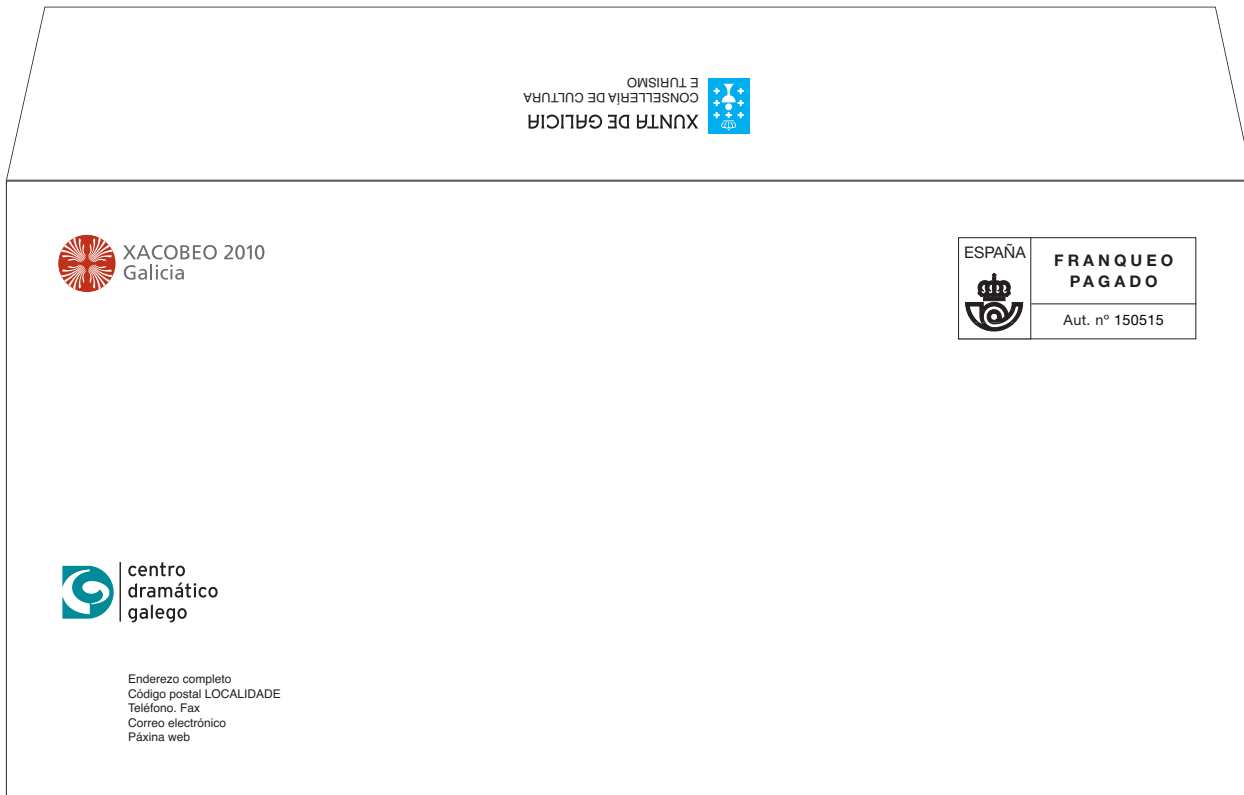 XUNTA DE GALICIA
CONSELLERÍA DE CULTURA
E TURISMO
XACOBEO 2010
Galicia
ESPAÑA
FRANQUEO
PAGADO
Aut. nº 150515
centro
dramático
galego
Enderezo completo
Código postal LOCALIDADE
Teléfono. Fax
Correo electrónico
Páxina web